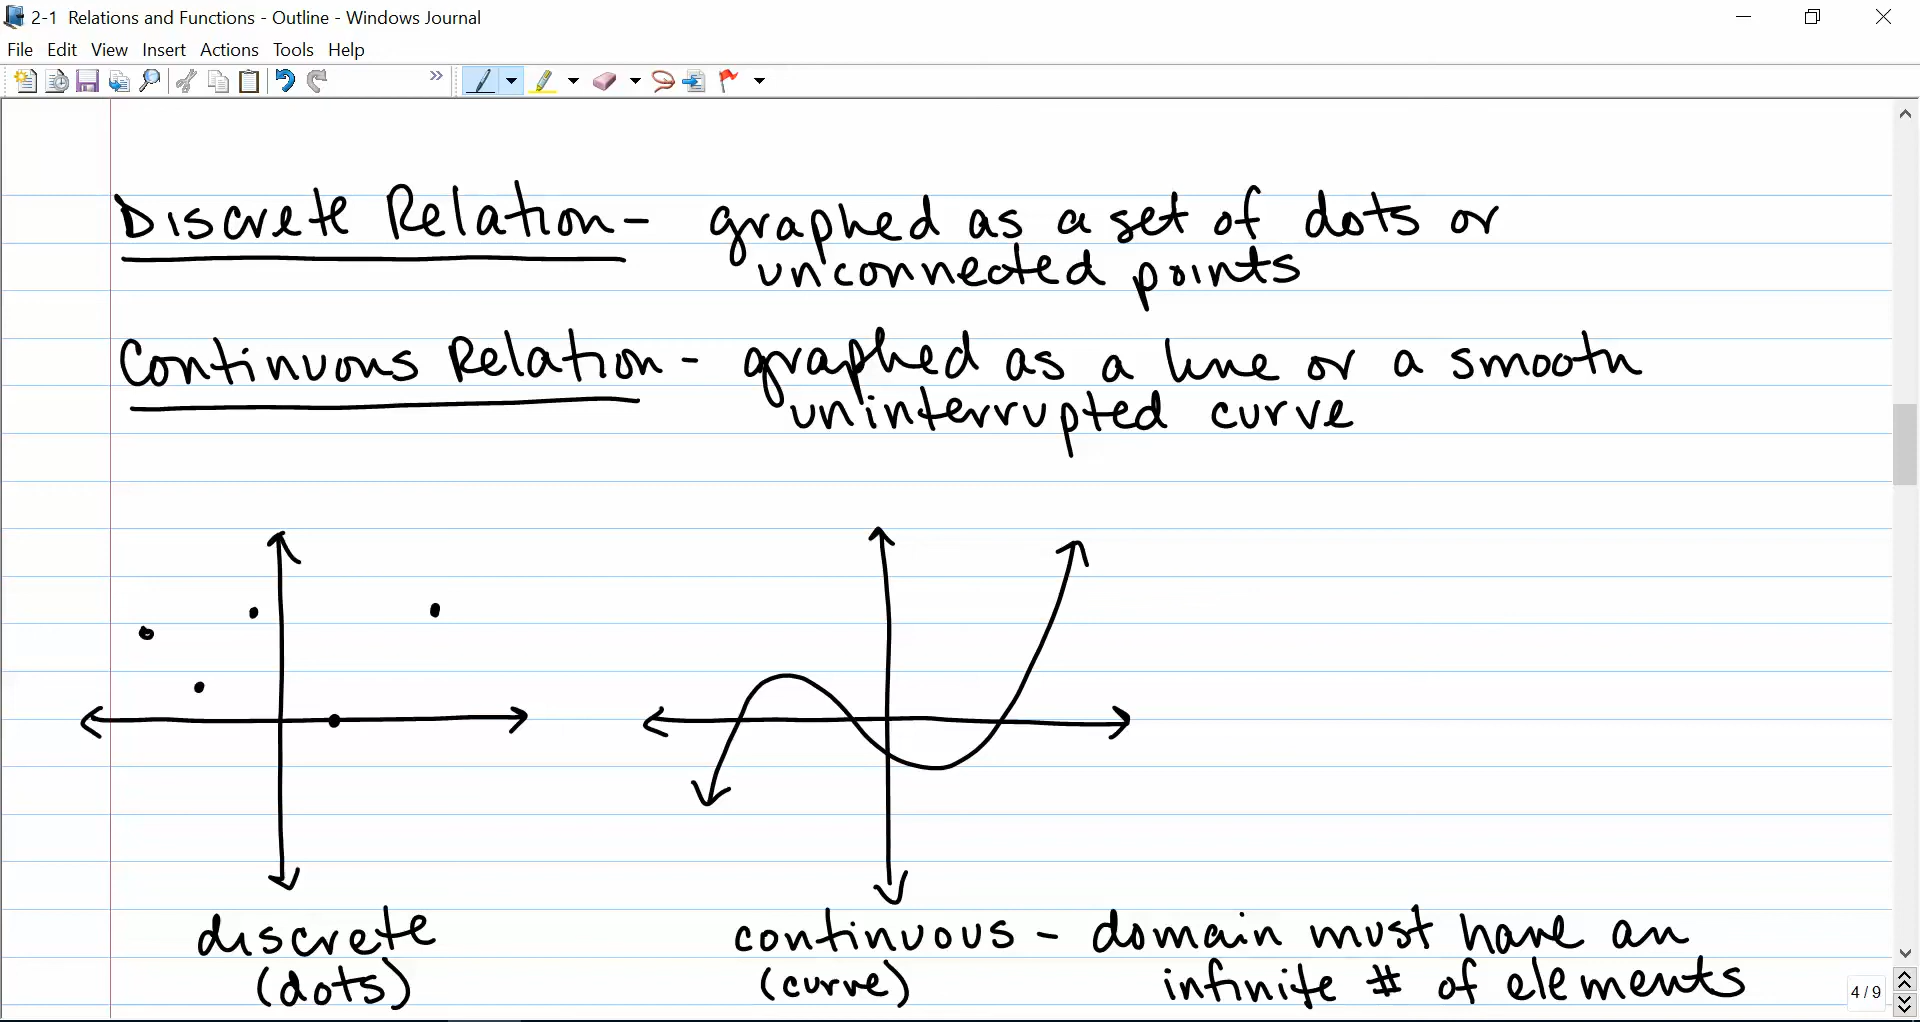 2-1 Relations and Functions - Outline - Windows Journal
File Edit View Insert Actions Tools Help
Discrete Relation - graphed as a set of dots or
unconnected points
Continuous Relation - graphed as a line or a smooth
uninterrupted curve
discrete
(dots)
continuous - domain must have an
(curve) infinite # of elements
4 / 9